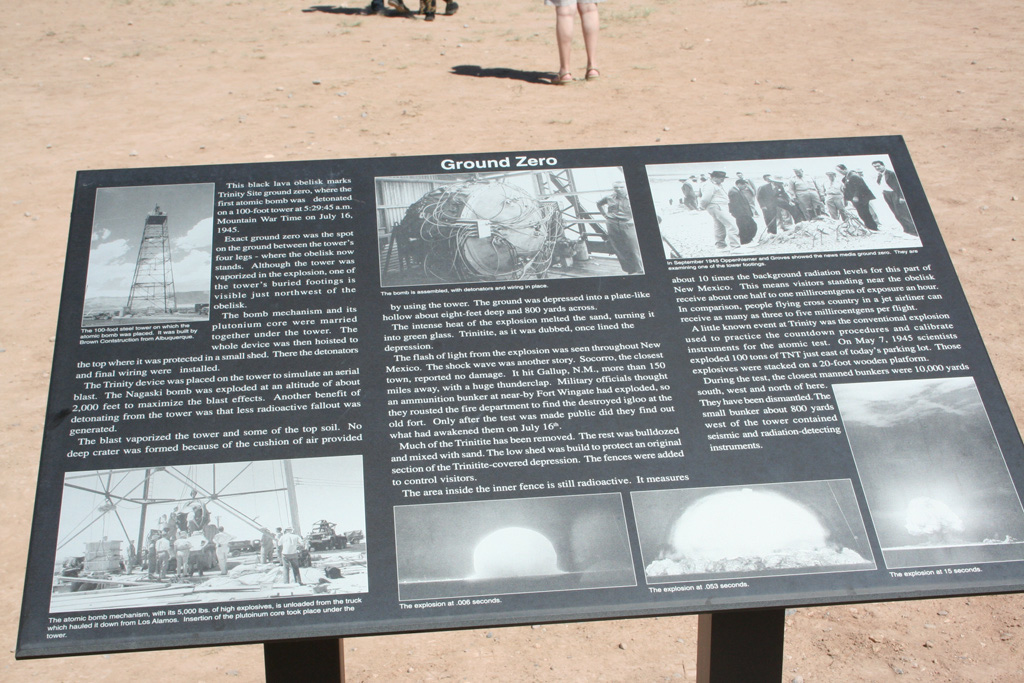 Ground Zero
This black lava obelisk marks
Trinity Site ground zero, where the
first atomic bomb was detonated
on a 100-foot tower at 5:29:45 a.m.
Mountain War Time on July 16,
1945.
Exact ground zero was the spot
on the ground between the tower's
four legs - where the obelisk now
stands. Although the tower was
vaporized in the explosion, one of
the tower's buried footings is
visible just northwest of the
obelisk.
The bomb mechanism and its
plutonium core were married
together under the tower. The
whole device was then hoisted to
the top where it was protected in a small shed. There the detonators
and final wiring were installed.
The Trinity device was placed on the tower to simulate an aerial
blast. The Nagaski bomb was exploded at an altitude of about
2,000 feet to maximize the blast effects. Another benefit of
detonating from the tower was that less radioactive fallout was
generated.
The blast vaporized the tower and some of the top soil. No
deep crater was formed because of the cushion of air provided
The 100-foot steel tower on which the
atomic bomb was placed. It was built by
Brown Contstruction from Albuquerque.
The atomic bomb mechanism, with its 5,000 lbs. of high explosives, is unloaded from the truck
which hauled it down from Los Alamos. Insertion of the plutoinum core took place under the
tower.
The bomb is assembled, with detonators and wiring in place.
by using the tower. The ground was depressed into a plate-like
hollow about eight-feet deep and 800 yards across.
The intense heat of the explosion melted the sand, turning it
into green glass. Trinitite, as it was dubbed, once lined the
depression.
The flash of light from the explosion was seen throughout New
Mexico. The shock wave was another story. Socorro, the closest
town, reported no damage. It hit Gallup, N.M., more than 150
miles away, with a huge thunderclap. Military officials thought
an ammunition bunker at near-by Fort Wingate had exploded, so
they rousted the fire department to find the destroyed igloo at the
old fort. Only after the test was made public did they find out
what had awakened them on July 16th.
Much of the Trinitite has been removed. The rest was bulldozed
and mixed with sand. The low shed was build to protect an original
section of the Trinitite-covered depression. The fences were added
to control visitors.
The area inside the inner fence is still radioactive. It measures
The explosion at .006 seconds.
The explosion at .053 seconds.
In September 1945 Oppenhiemer and Groves showed the news media ground zero. They are
examining one of the tower footings.
about 10 times the background radiation levels for this part of
New Mexico. This means visitors standing near the obelisk
receive about one half to one milliroentgens of exposure an hour.
In comparison, people flying cross country in a jet airliner can
receive as many as three to five milliroentgens per flight.
A little known event at Trinity was the conventional explosion
used to practice the countdown procedures and calibrate
instruments for the atomic test. On May 7, 1945 scientists
exploded 100 tons of TNT just east of today's parking lot. Those
explosives were stacked on a 20-foot wooden platform.
During the test, the closest manned bunkers were 10,000 yards
south, west and north of here.
They have been dismantled. The
small bunker about 800 yards
west of the tower contained
seismic and radiation-detecting
instruments.
The explosion at 15 seconds.